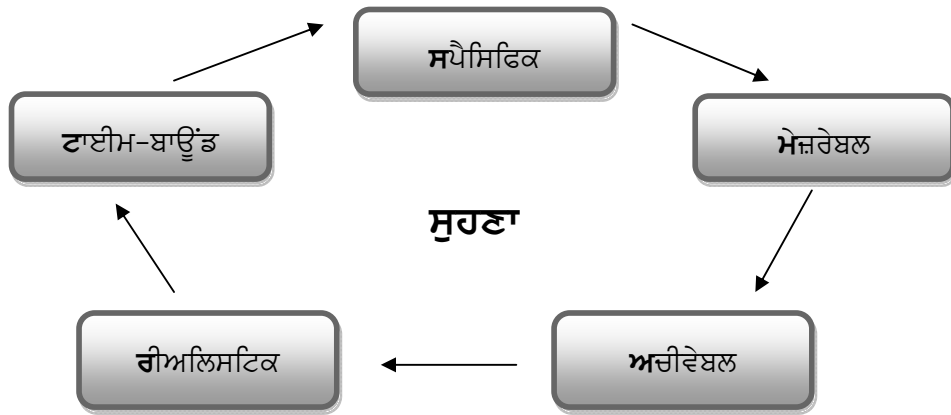 ਸਪੈਸਿਫਿਕ
ਮੇਜ਼ਰੇਬਲ
ਅਚੀਵੇਬਲ
ਰੀਅਲਿਸਟਿਕ
ਟਾਈਮ-ਬਾਊਂਡ
ਸੁਹਣਾ